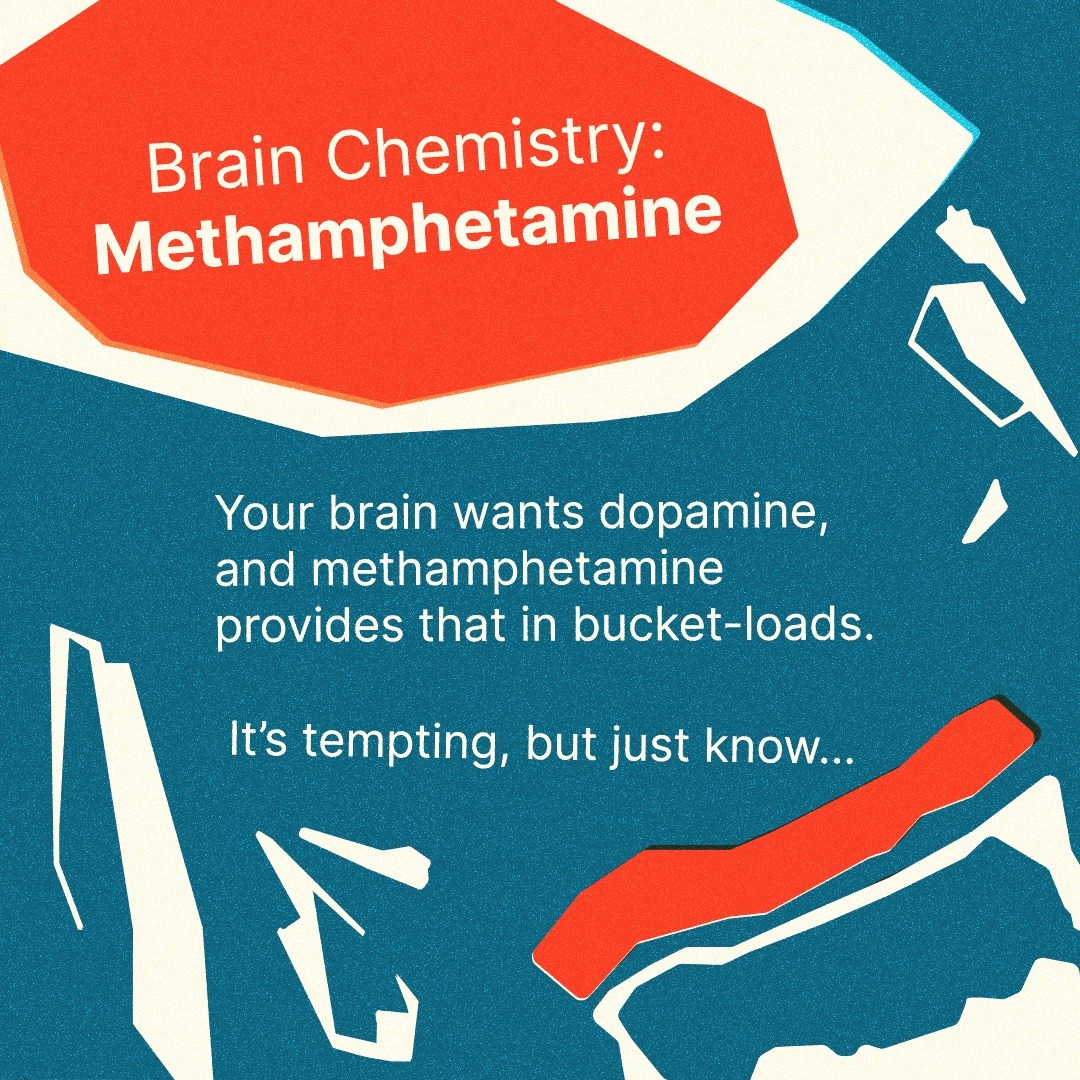 Brain Chemistry:
Methamphetamine
Your brain wants dopamine,
and methamphetamine
provides that in bucket-loads.
It’s tempting, but just know...